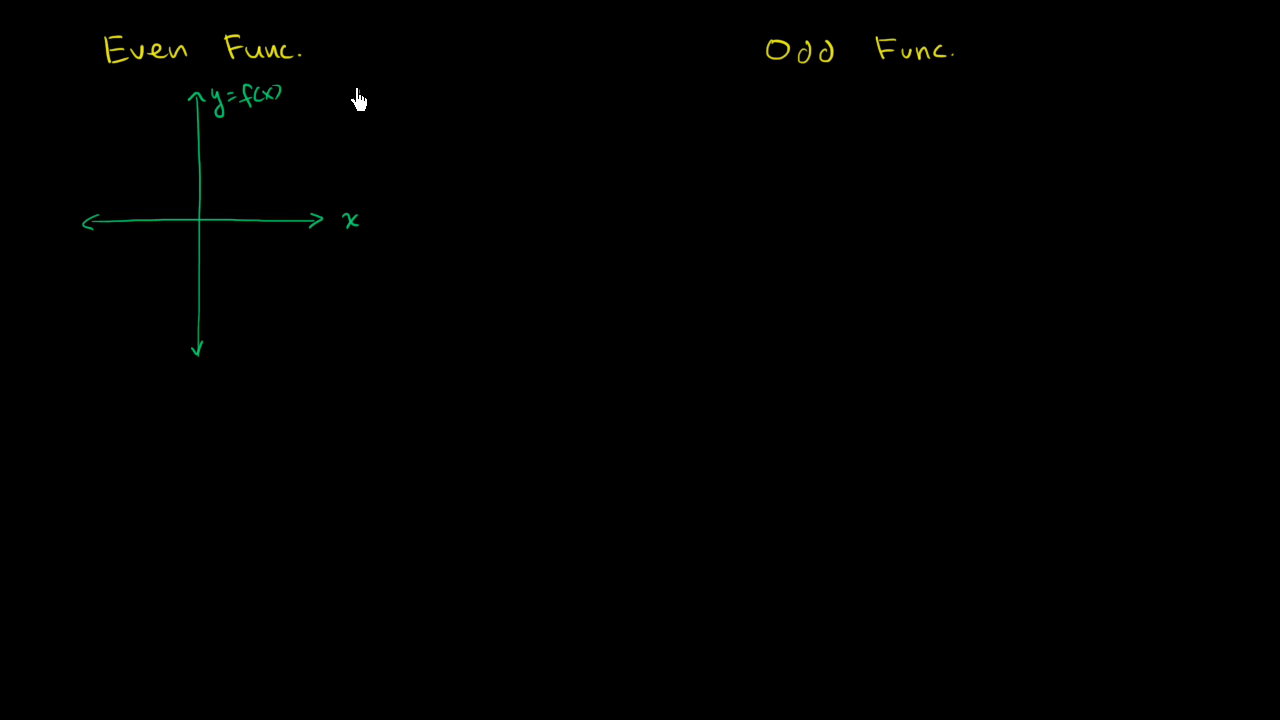 Even Func.
Odd Func.
y=f(x)
x